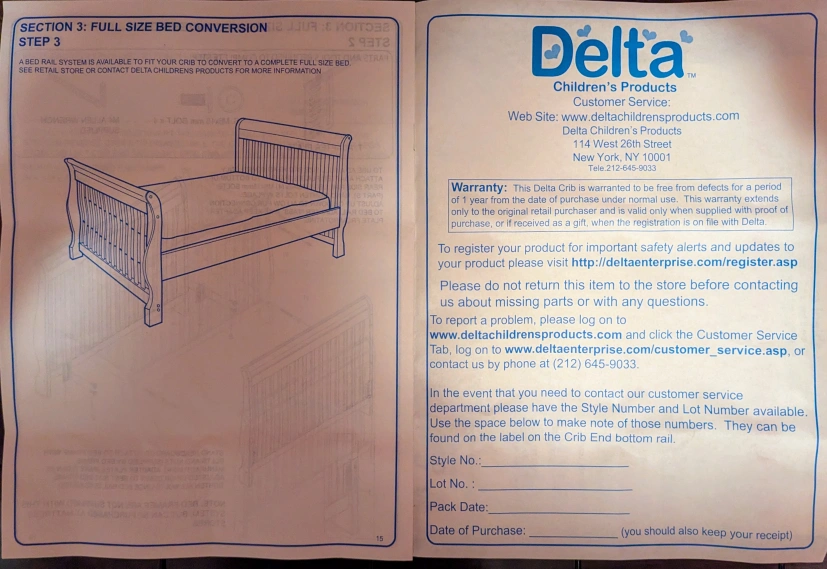 SECTION 3: FULL SIZE BED CONVERSION
STEP 3
A BED RAIL SYSTEM IS AVAILABLE TO FIT YOUR CRIB TO CONVERT TO A COMPLETE FULL SIZE BED.
SEE RETAIL STORE OR CONTACT DELTA CHILDRENS PRODUCTS FOR MORE INFORMATION
15
Delta™
Children's Products
Customer Service:
Web Site: www.deltachildrensproducts.com
Delta Children's Products
114 West 26th Street
New York, NY 10001
Tele.212-645-9033
Warranty: This Delta Crib is warranted to be free from defects for a period
of 1 year from the date of purchase under normal use. This warranty extends
only to the original retail purchaser and is valid only when supplied with proof of
purchase, or if received as a gift, when the registration is on file with Delta.
To register your product for important safety alerts and updates to
your product please visit http://deltaenterprise.com/register.asp
Please do not return this item to the store before contacting
us about missing parts or with any questions.
To report a problem, please log on to
www.deltachildrensproducts.com and click the Customer Service
Tab, log on to www.deltaenterprise.com/customer_service.asp, or
contact us by phone at (212) 645-9033.
In the event that you need to contact our customer service
department please have the Style Number and Lot Number available.
Use the space below to make note of those numbers. They can be
found on the label on the Crib End bottom rail.
Style No.:
Lot No. :
Pack Date:
Date of Purchase: (you should also keep your receipt)